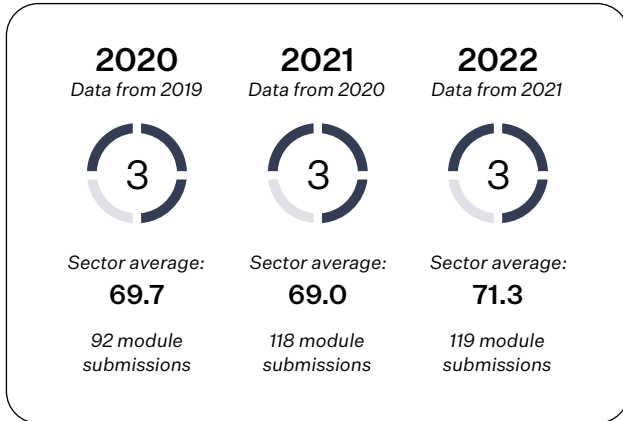 2020
Data from 2019
3
Sector average:
69.7
92 module
submissions
2021
Data from 2020
3
Sector average:
69.0
118 module
submissions
2022
Data from 2021
3
Sector average:
71.3
119 module
submissions